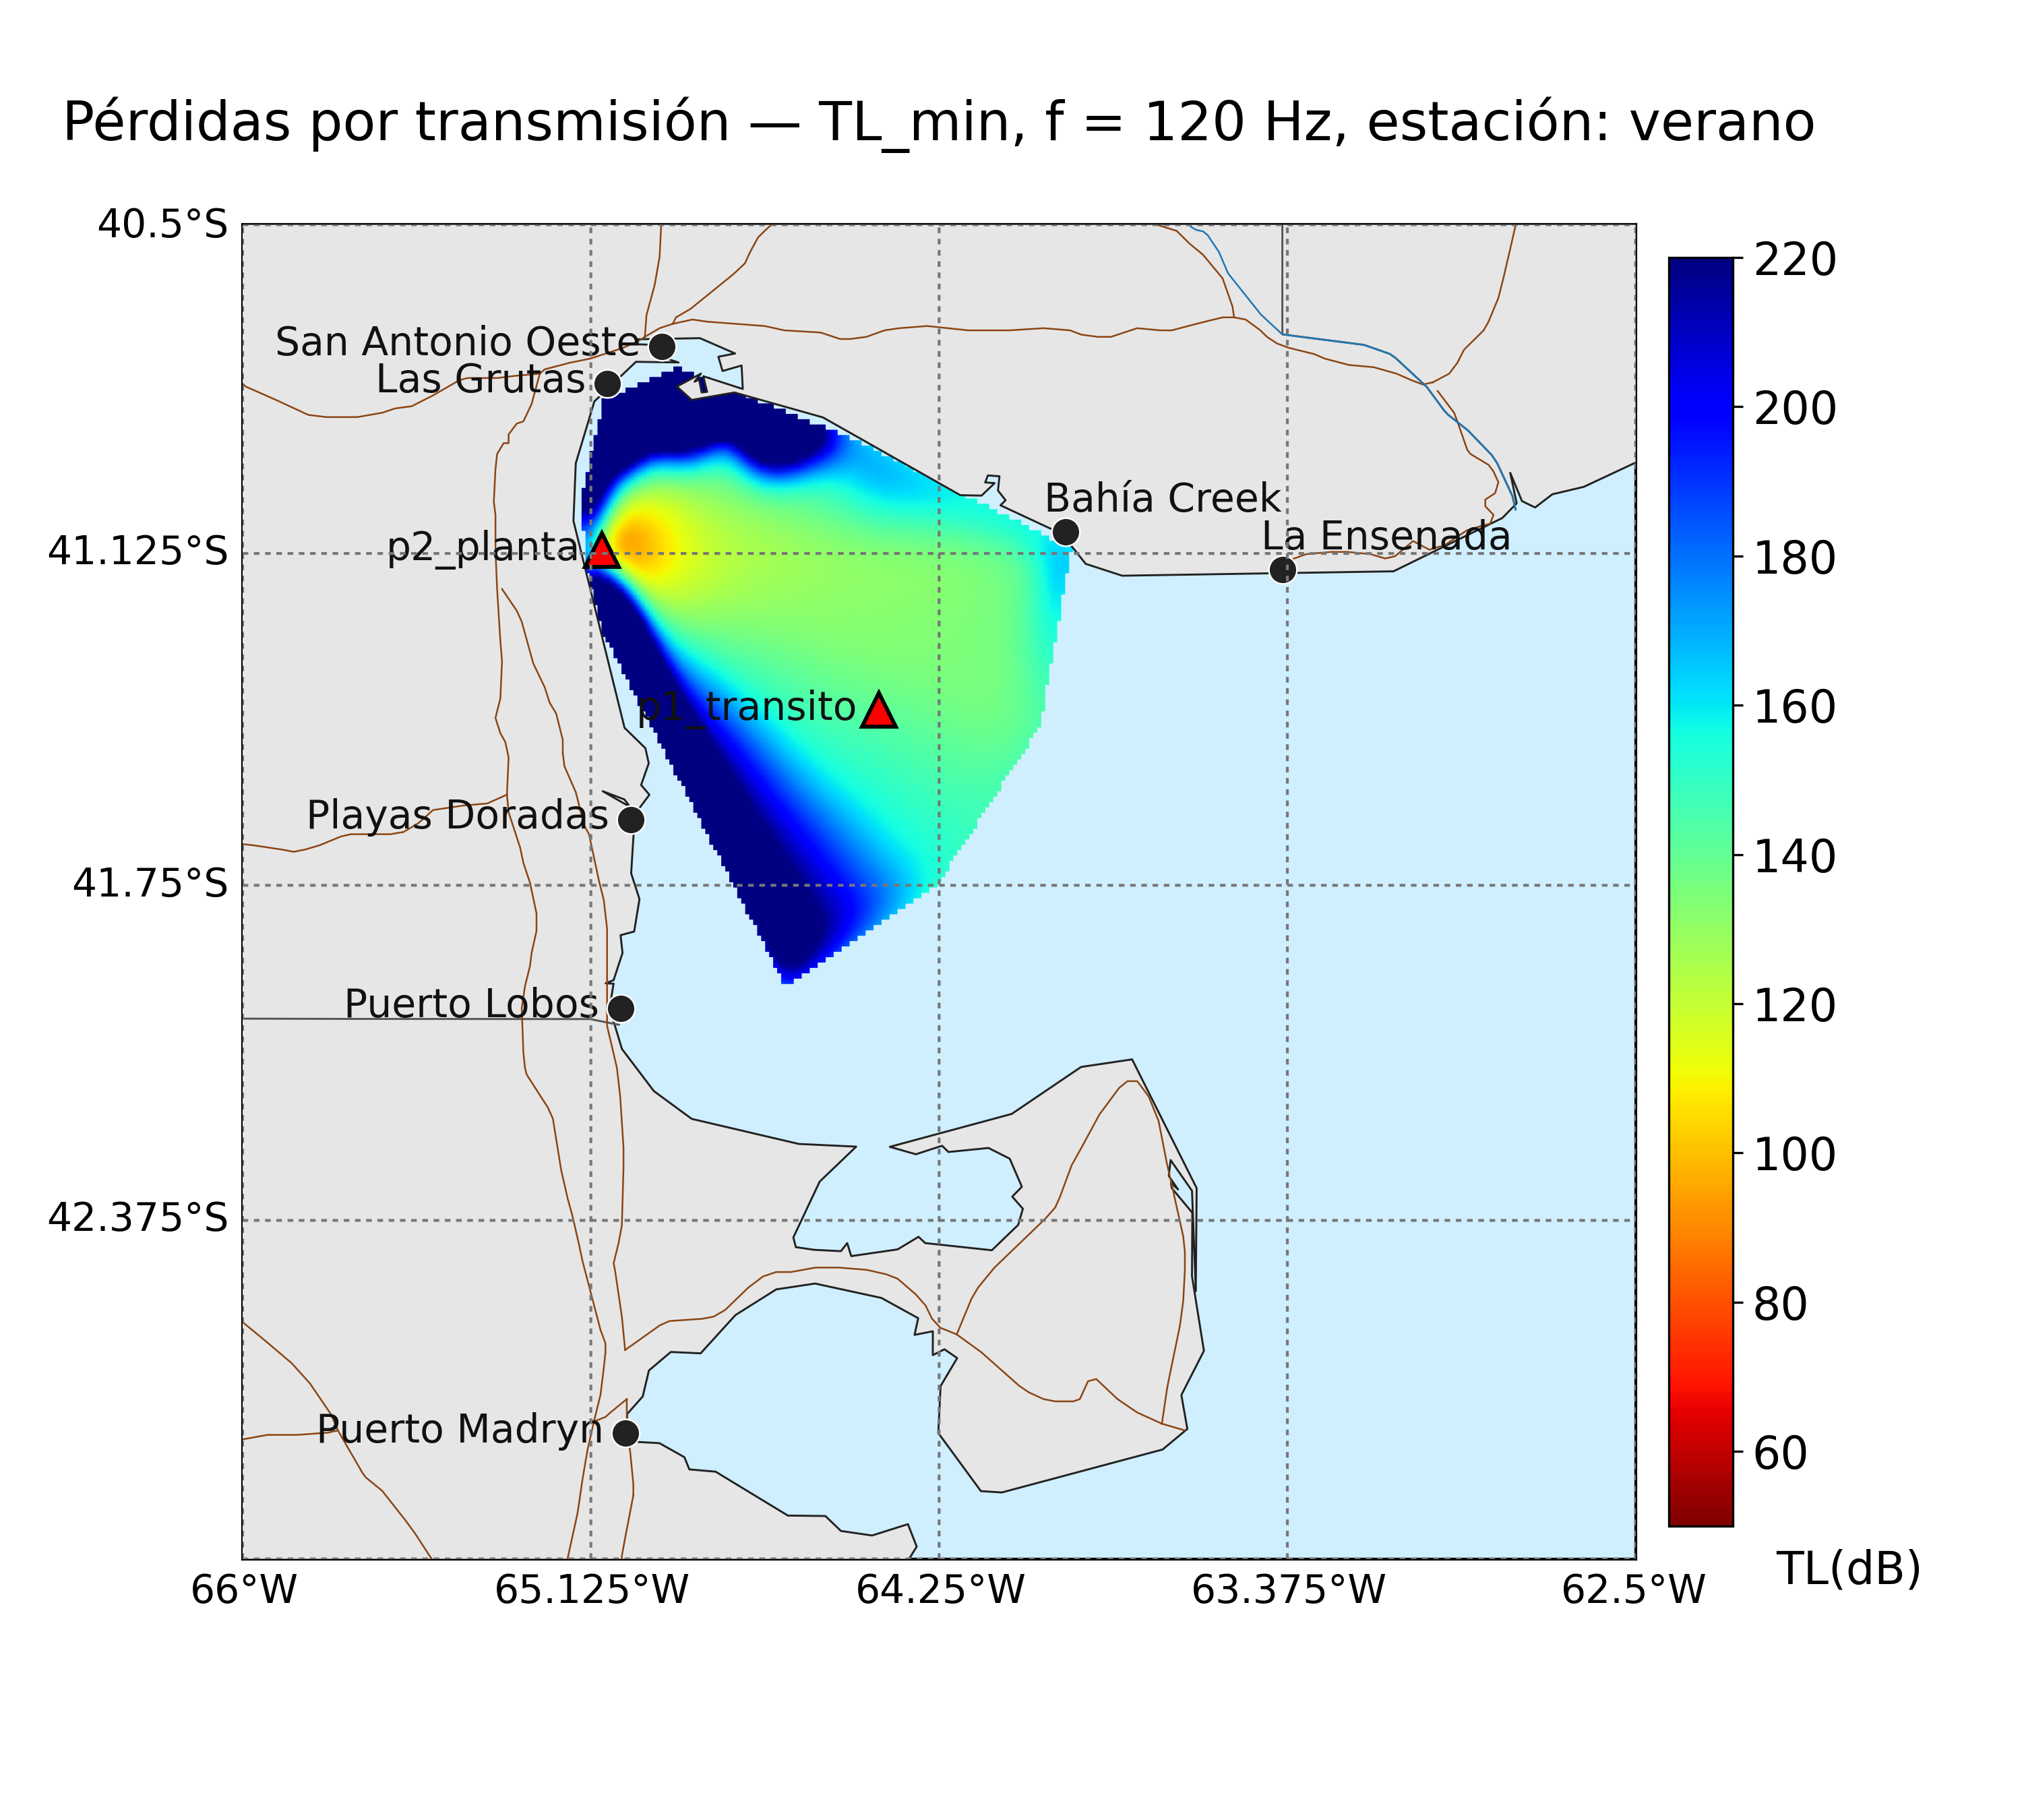 Pérdidas por transmisión — TL_min, f = 120 Hz, estación: verano
40.5°S
220
San Antonio Oeste
Las Grutas
200
Bahía Creek
La Ensenada
p2_planta
41.125°S
180
p1_transito
160
Playas Doradas
140
41.75°S
Puerto Lobos
120
100
42.375°S
80
Puerto Madryn
60
TL(dB)
66°W
65.125°W
64.25°W
63.375°W
62.5°W